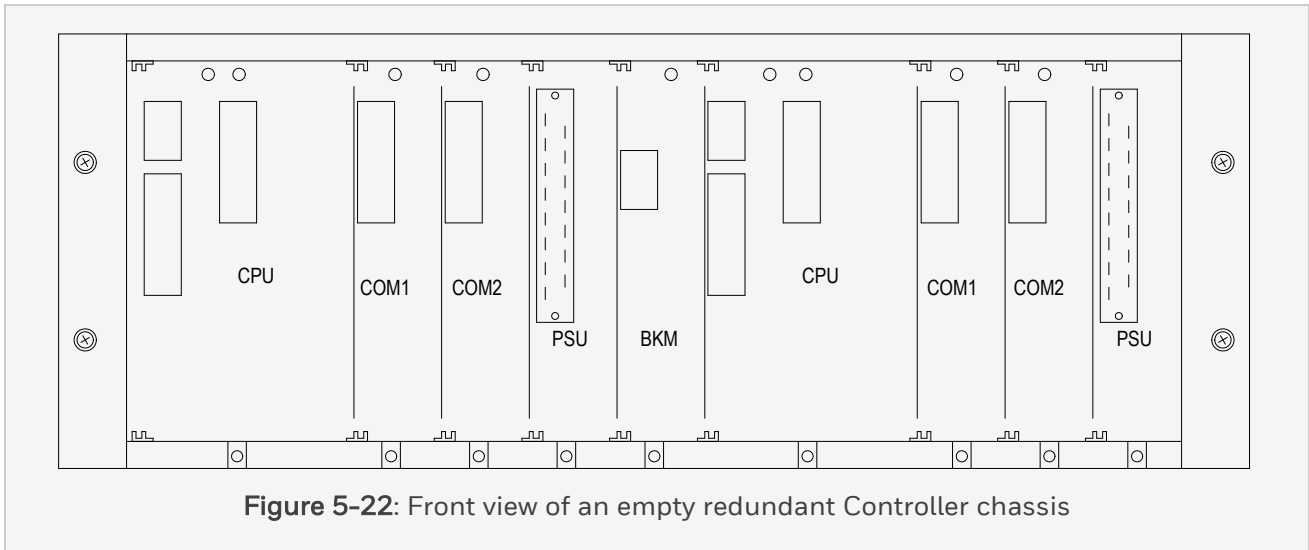 CPU
COM1
COM2
PSU
BKM
CPU
COM1
COM2
PSU
Figure 5-22: Front view of an empty redundant Controller chassis